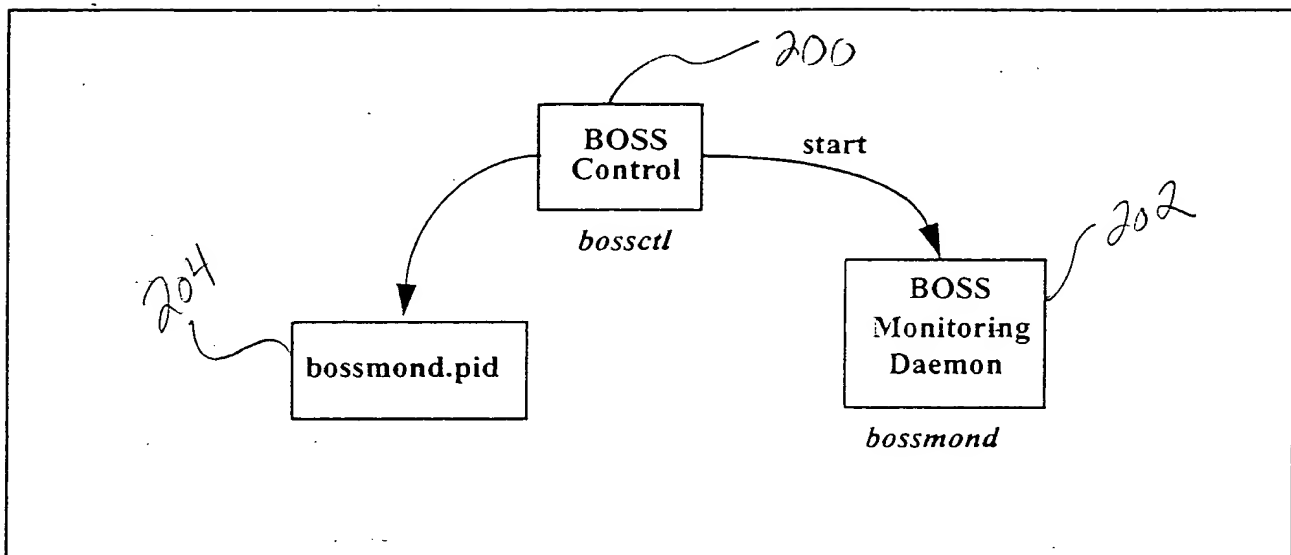 200
BOSS
Control
start
bossctl
202
204
BOSS
Monitoring
Daemon
bossmond.pid
bossmond